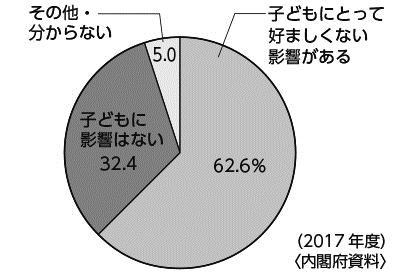 その他・
分からない
5.0
子どもにとって
好ましくない
影響がある
子どもに
影響はない
32.4
62.6%
(2017年度)
〈内閣府資料〉